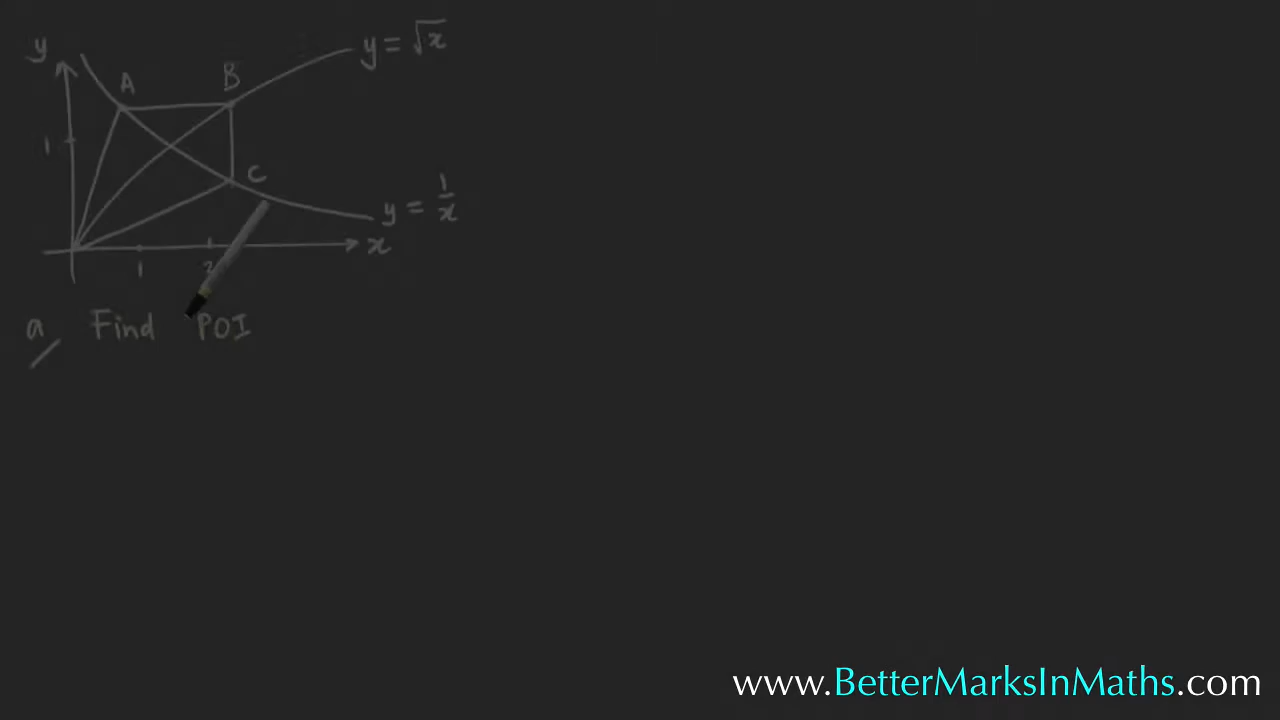 y
y = √x
A
B
1
C
y = 1/x
x
1
2
a
Find POI
www.BetterMarksInMaths.com